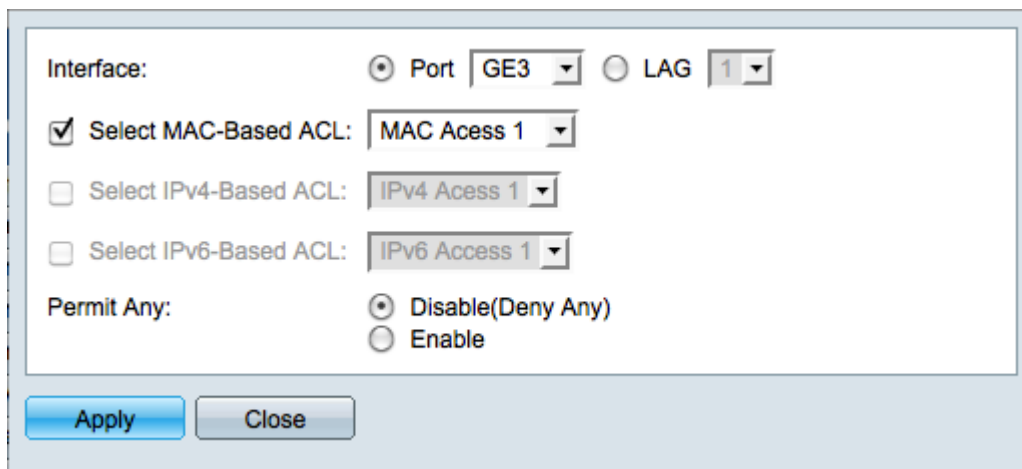 Interface: Port GE3 LAG 1
Select MAC-Based ACL: MAC Acess 1
Select IPv4-Based ACL: IPv4 Acess 1
Select IPv6-Based ACL: IPv6 Access 1
Permit Any: Disable(Deny Any)
Enable
Apply Close